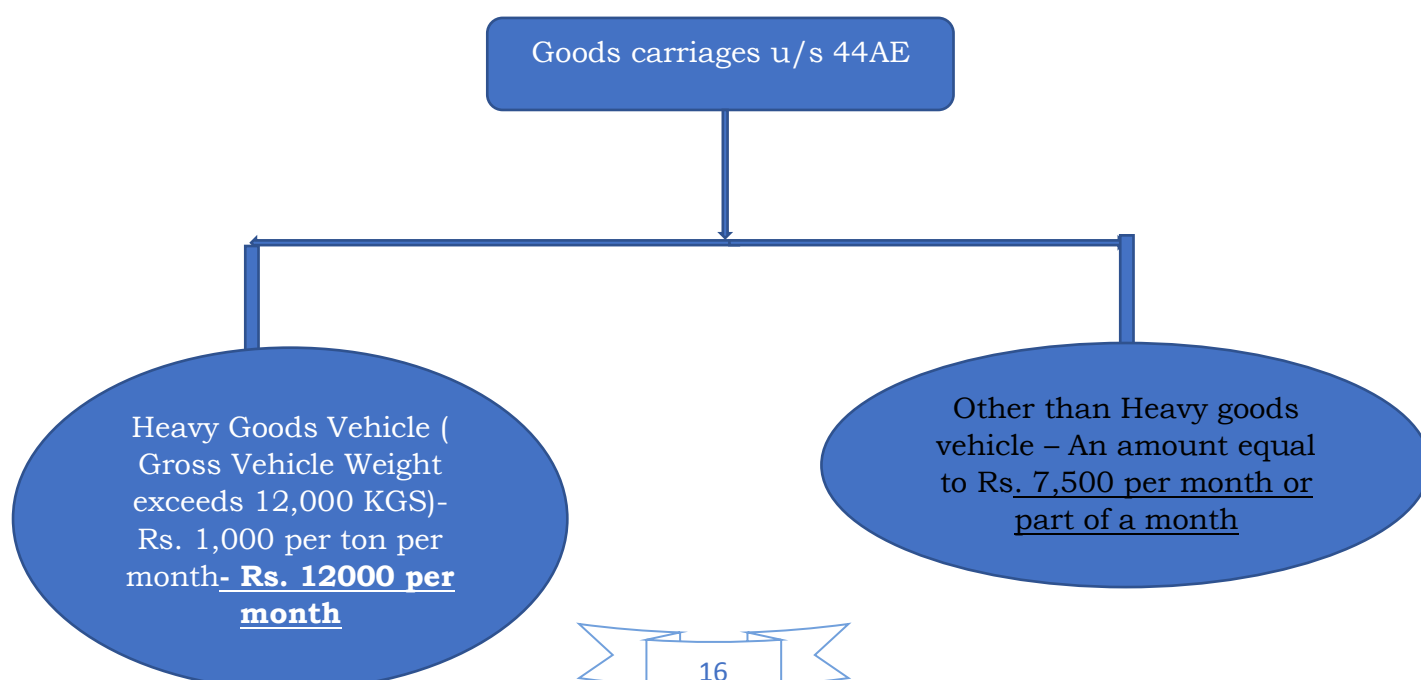 Goods carriages u/s 44AE
Heavy Goods Vehicle (
Gross Vehicle Weight
exceeds 12,000 KGS)-
Rs. 1,000 per ton per
month- Rs. 12000 per
month
Other than Heavy goods
vehicle – An amount equal
to Rs. 7,500 per month or
part of a month
16